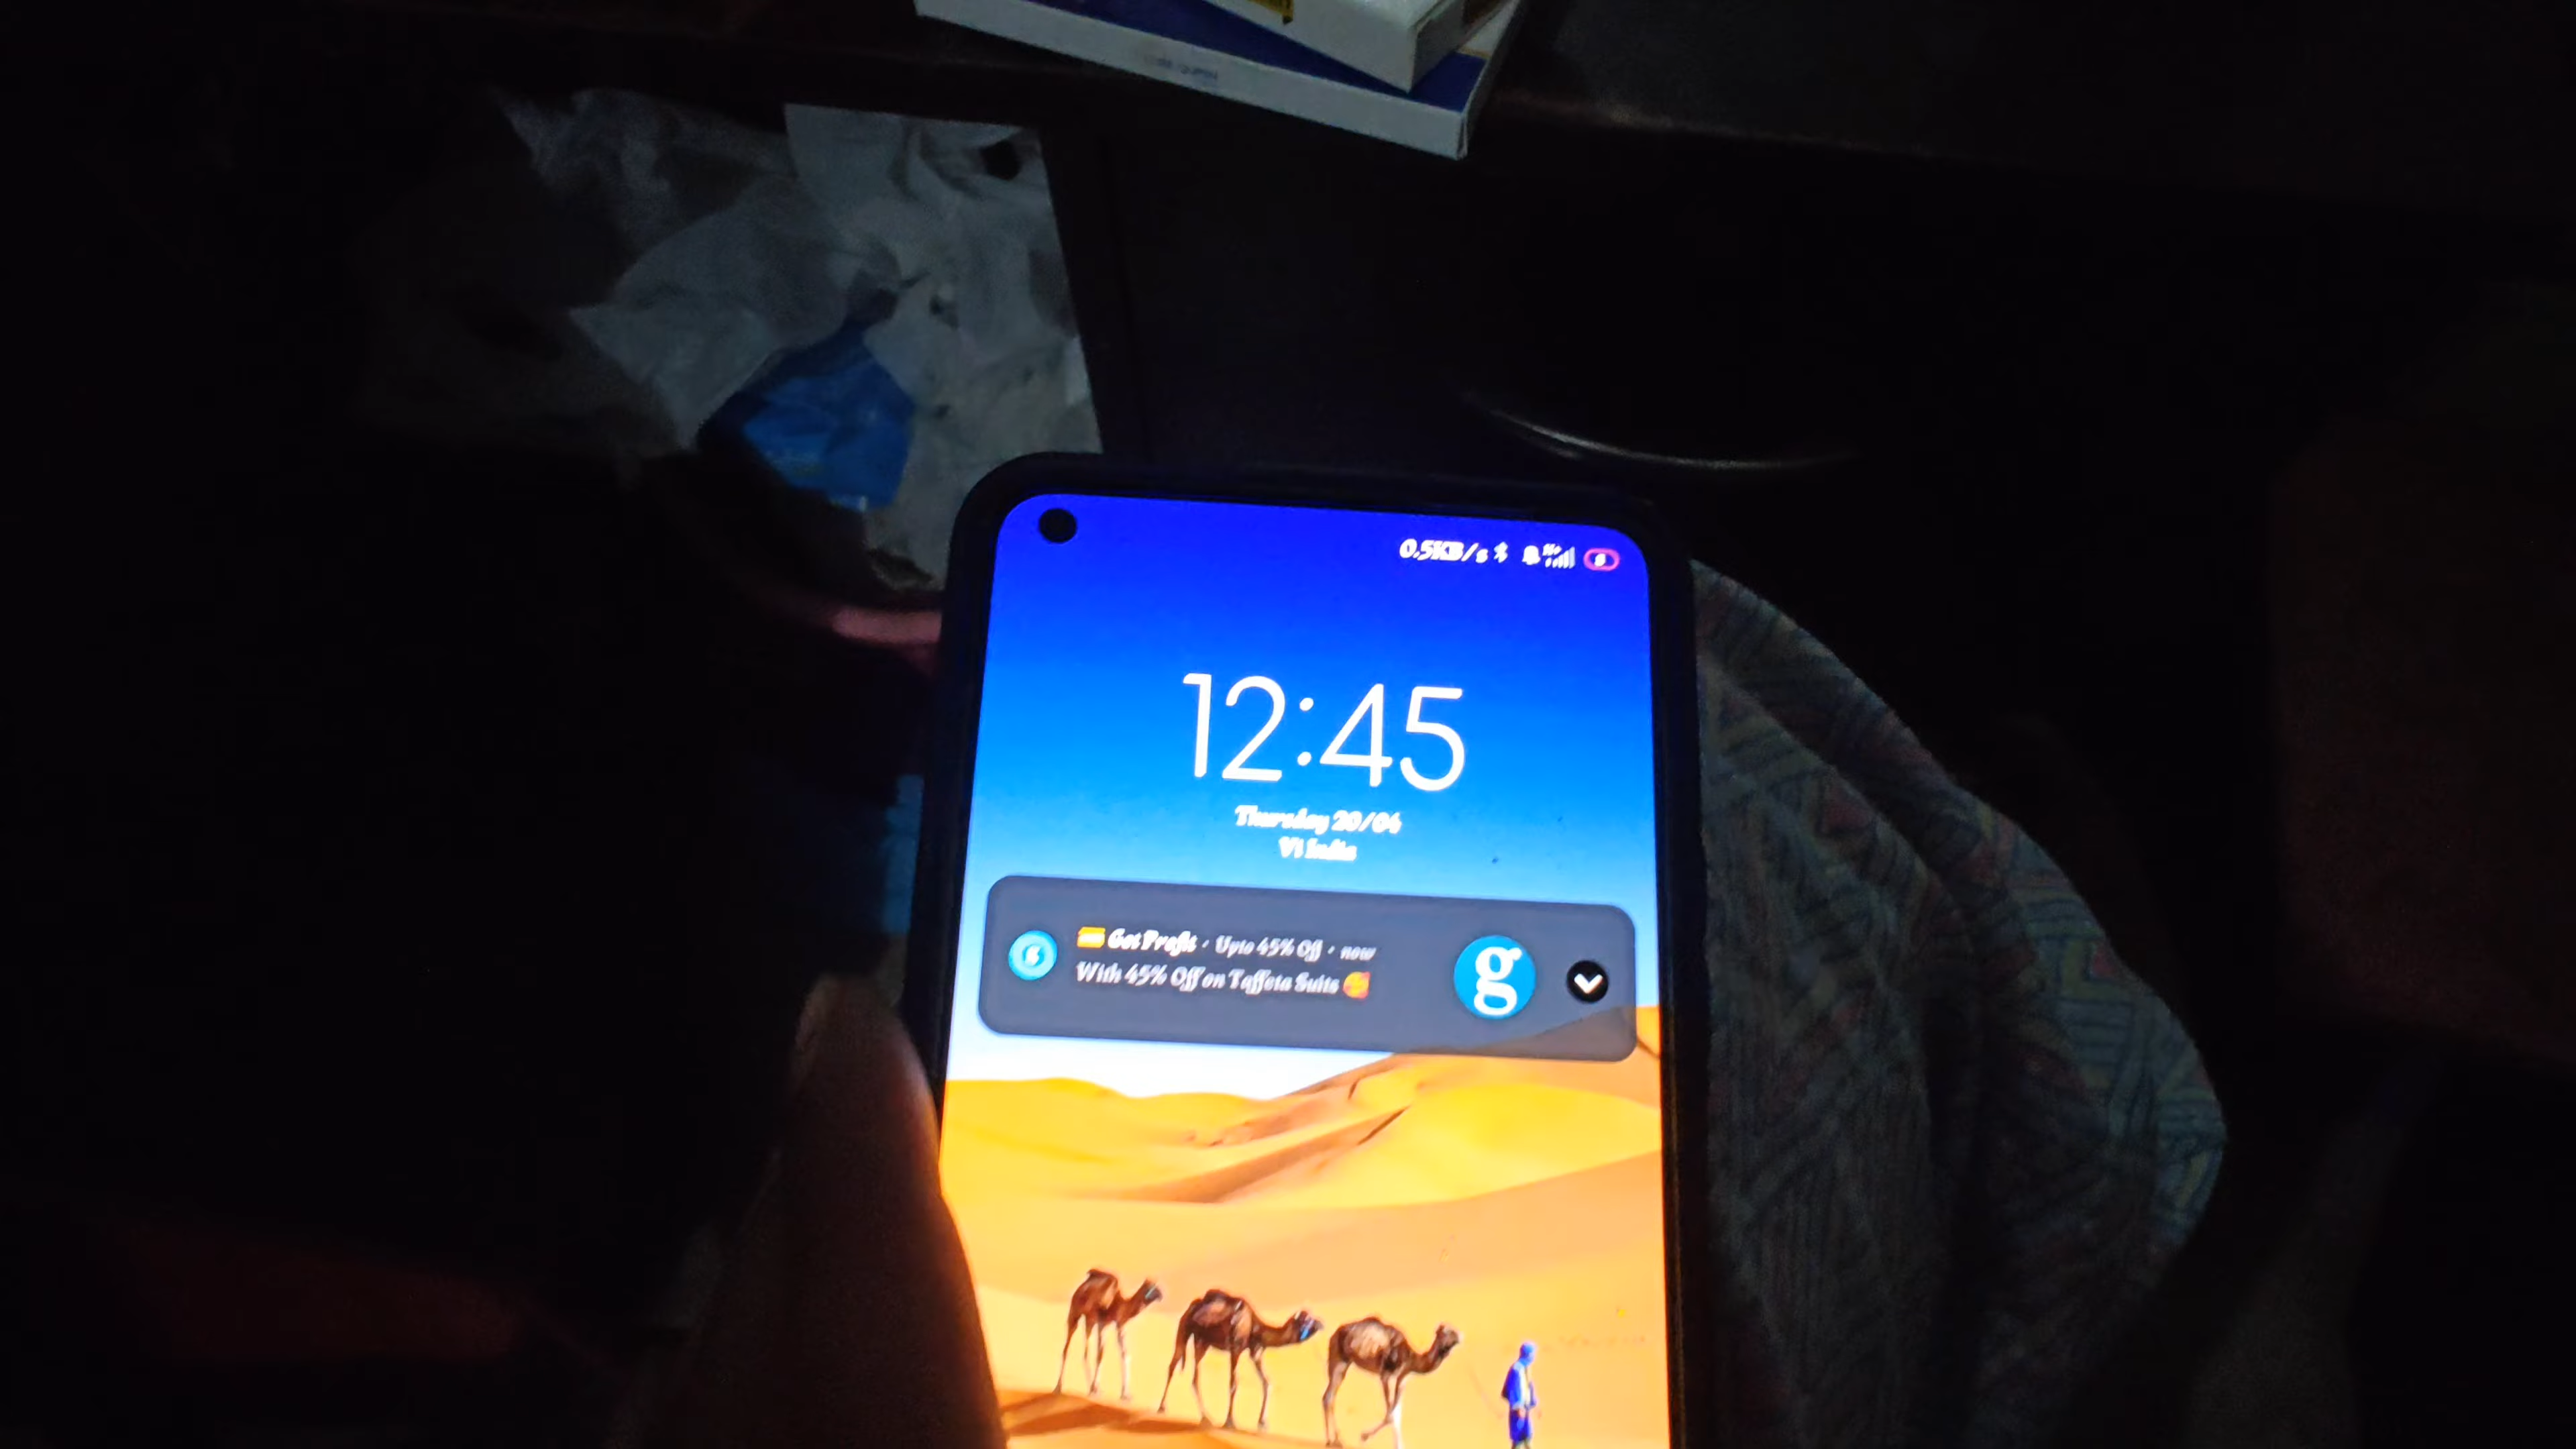 0.5KB/s
12:45
Thursday 20/04
Vi India
Get Profit · Upto 45% Off · now
With 45% Off on Taffeta Suits
g